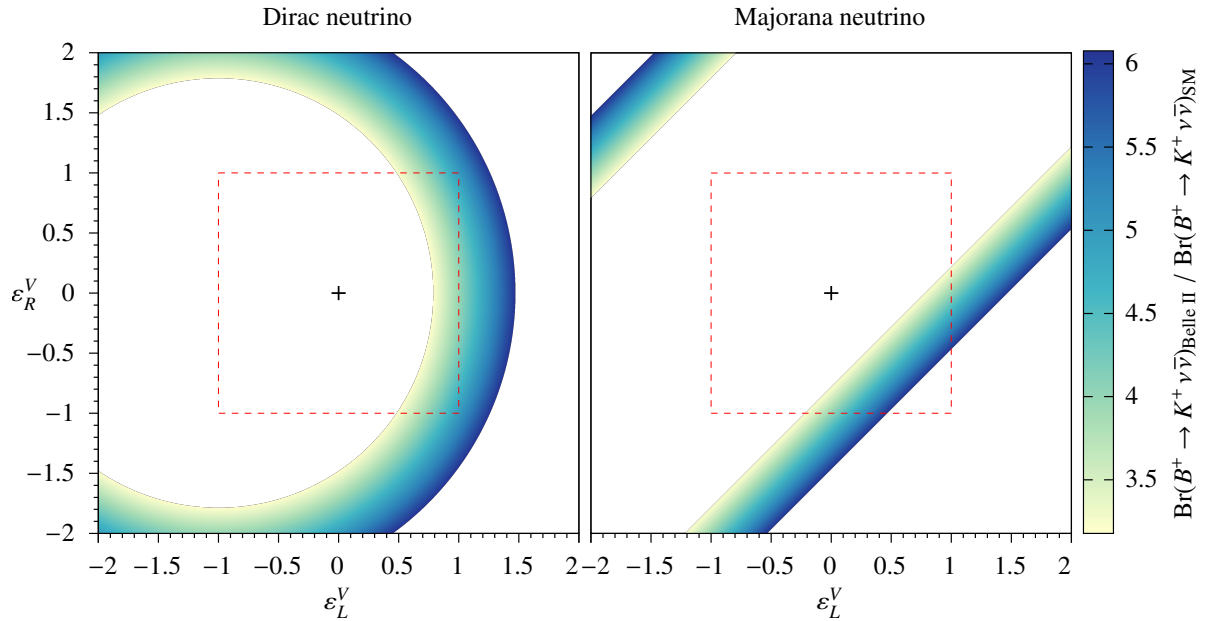 Dirac neutrino
Majorana neutrino
2
1.5
1
0.5
0
−0.5
−1
−1.5
−2
ε_R^V
−2 −1.5 −1 −0.5 0 0.5 1 1.5 2
ε_L^V
−2 −1.5 −1 −0.5 0 0.5 1 1.5 2
ε_L^V
6
5.5
5
4.5
4
3.5
Br(B⁺ → K⁺ ν ν̅)_Belle II / Br(B⁺ → K⁺ ν ν̅)_SM